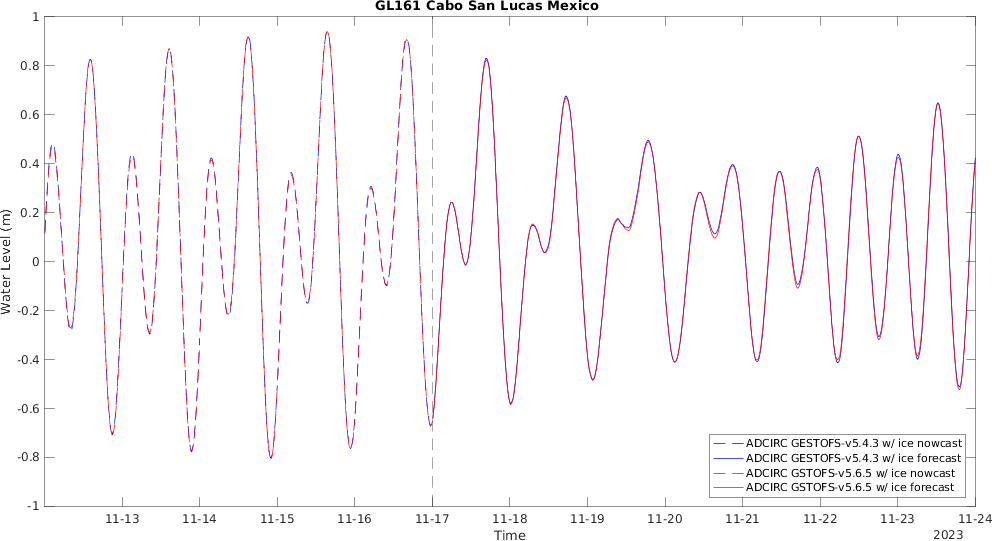 GL161 Cabo San Lucas Mexico
1
0.8
0.6
0.4
0.2
0
-0.2
-0.4
-0.6
-0.8
-1
Water Level (m)
ADCIRC GESTOFS-v5.4.3 w/ ice nowcast
ADCIRC GESTOFS-v5.4.3 w/ ice forecast
ADCIRC GSTOFS-v5.6.5 w/ ice nowcast
ADCIRC GSTOFS-v5.6.5 w/ ice forecast
11-13 11-14 11-15 11-16 11-17 11-18 11-19 11-20 11-21 11-22 11-23 11-24
Time
2023